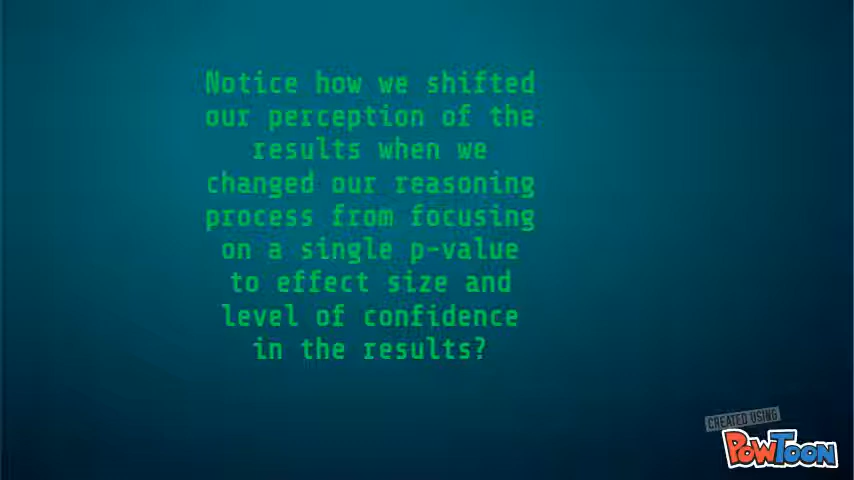 Notice how we shifted
our perception of the
results when we
changed our reasoning
process from focusing
on a single p-value
to effect size and
level of confidence
in the results?
CREATED USING
POWTOON